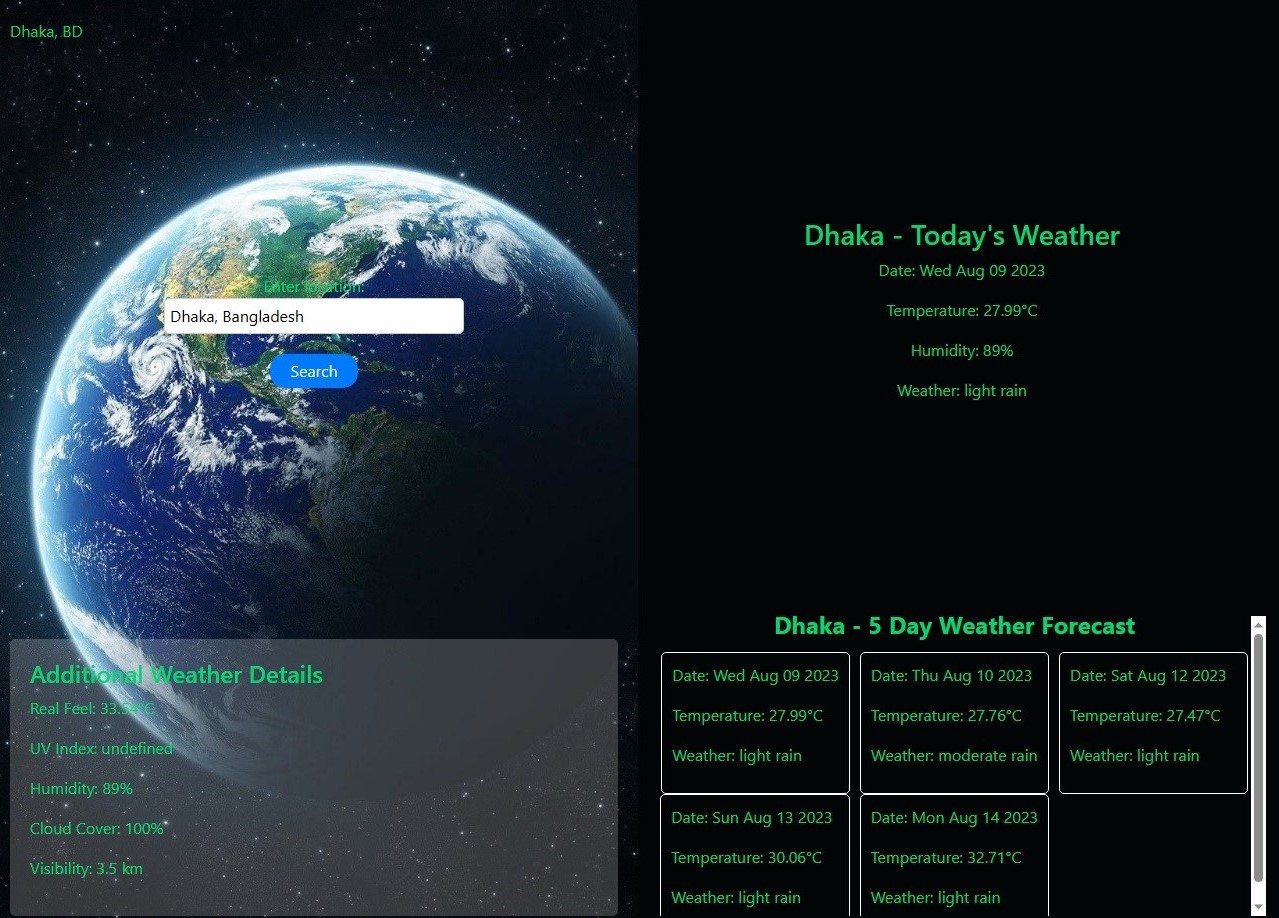 Dhaka, BD
Enter location:
Dhaka, Bangladesh
Search
Additional Weather Details
Real Feel: 33.54°C
UV Index: undefined
Humidity: 89%
Cloud Cover: 100%
Visibility: 3.5 km
Dhaka - Today's Weather
Date: Wed Aug 09 2023
Temperature: 27.99°C
Humidity: 89%
Weather: light rain
Dhaka - 5 Day Weather Forecast
Date: Wed Aug 09 2023
Temperature: 27.99°C
Weather: light rain
Date: Thu Aug 10 2023
Temperature: 27.76°C
Weather: moderate rain
Date: Sat Aug 12 2023
Temperature: 27.47°C
Weather: light rain
Date: Sun Aug 13 2023
Temperature: 30.06°C
Weather: light rain
Date: Mon Aug 14 2023
Temperature: 32.71°C
Weather: light rain